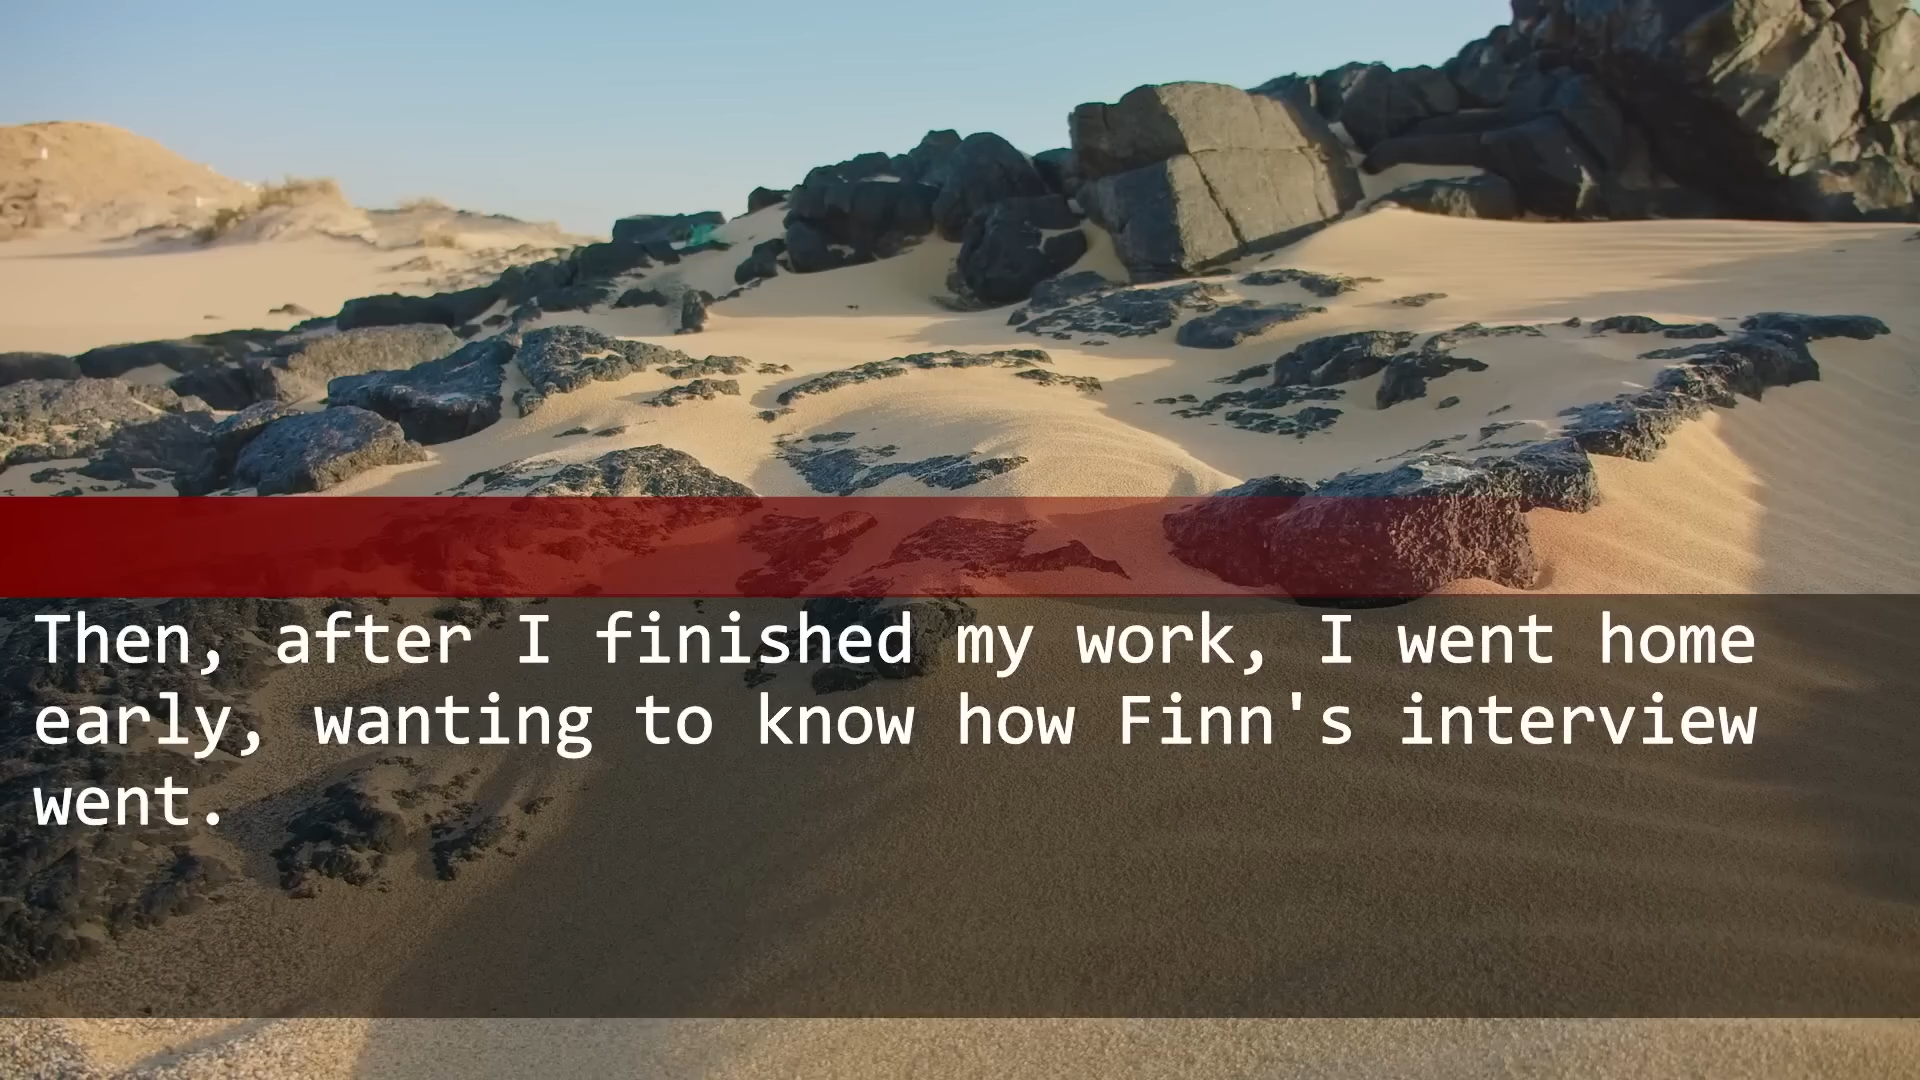 Then, after I finished my work, I went home
early, wanting to know how Finn's interview
went.